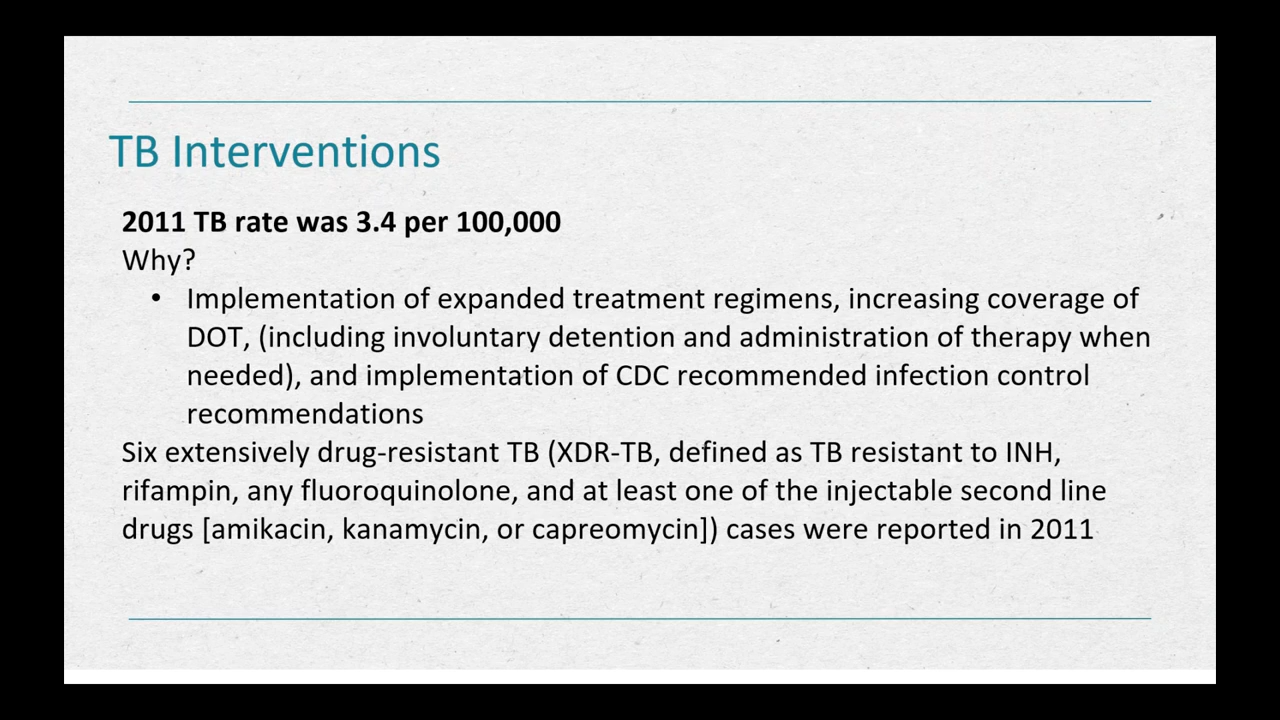 TB Interventions
2011 TB rate was 3.4 per 100,000
Why?
• Implementation of expanded treatment regimens, increasing coverage of
DOT, (including involuntary detention and administration of therapy when
needed), and implementation of CDC recommended infection control
recommendations
Six extensively drug-resistant TB (XDR-TB, defined as TB resistant to INH,
rifampin, any fluoroquinolone, and at least one of the injectable second line
drugs [amikacin, kanamycin, or capreomycin]) cases were reported in 2011